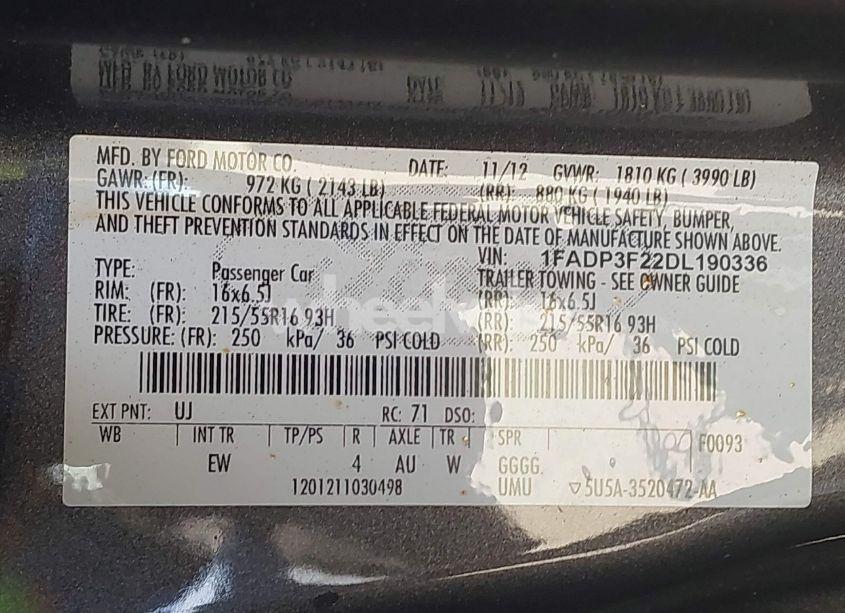 MFD. BY FORD MOTOR CO. DATE: 11/12 GVWR: 1810 KG ( 3990 LB)
GAWR:(FR): 972 KG ( 2143 LB) (RR): 880 KG ( 1940 LB)
THIS VEHICLE CONFORMS TO ALL APPLICABLE FEDERAL MOTOR VEHICLE SAFETY, BUMPER,
AND THEFT PREVENTION STANDARDS IN EFFECT ON THE DATE OF MANUFACTURE SHOWN ABOVE.
VIN: 1FADP3F22DL190336
TYPE: Passenger Car TRAILER TOWING - SEE OWNER GUIDE
RIM: (FR): 16x6.5J (RR): 16x6.5J
TIRE: (FR): 215/55R16 93H (RR): 215/55R16 93H
PRESSURE: (FR): 250 kPa/ 36 PSI COLD (RR): 250 kPa/ 36 PSI COLD
EXT PNT: UJ RC: 71 DSO:
WB INT TR TP/PS R AXLE TR SPR F0093
EW 4 AU W GGGG.
1201211030498 UMU 5U5A-3520472-AA